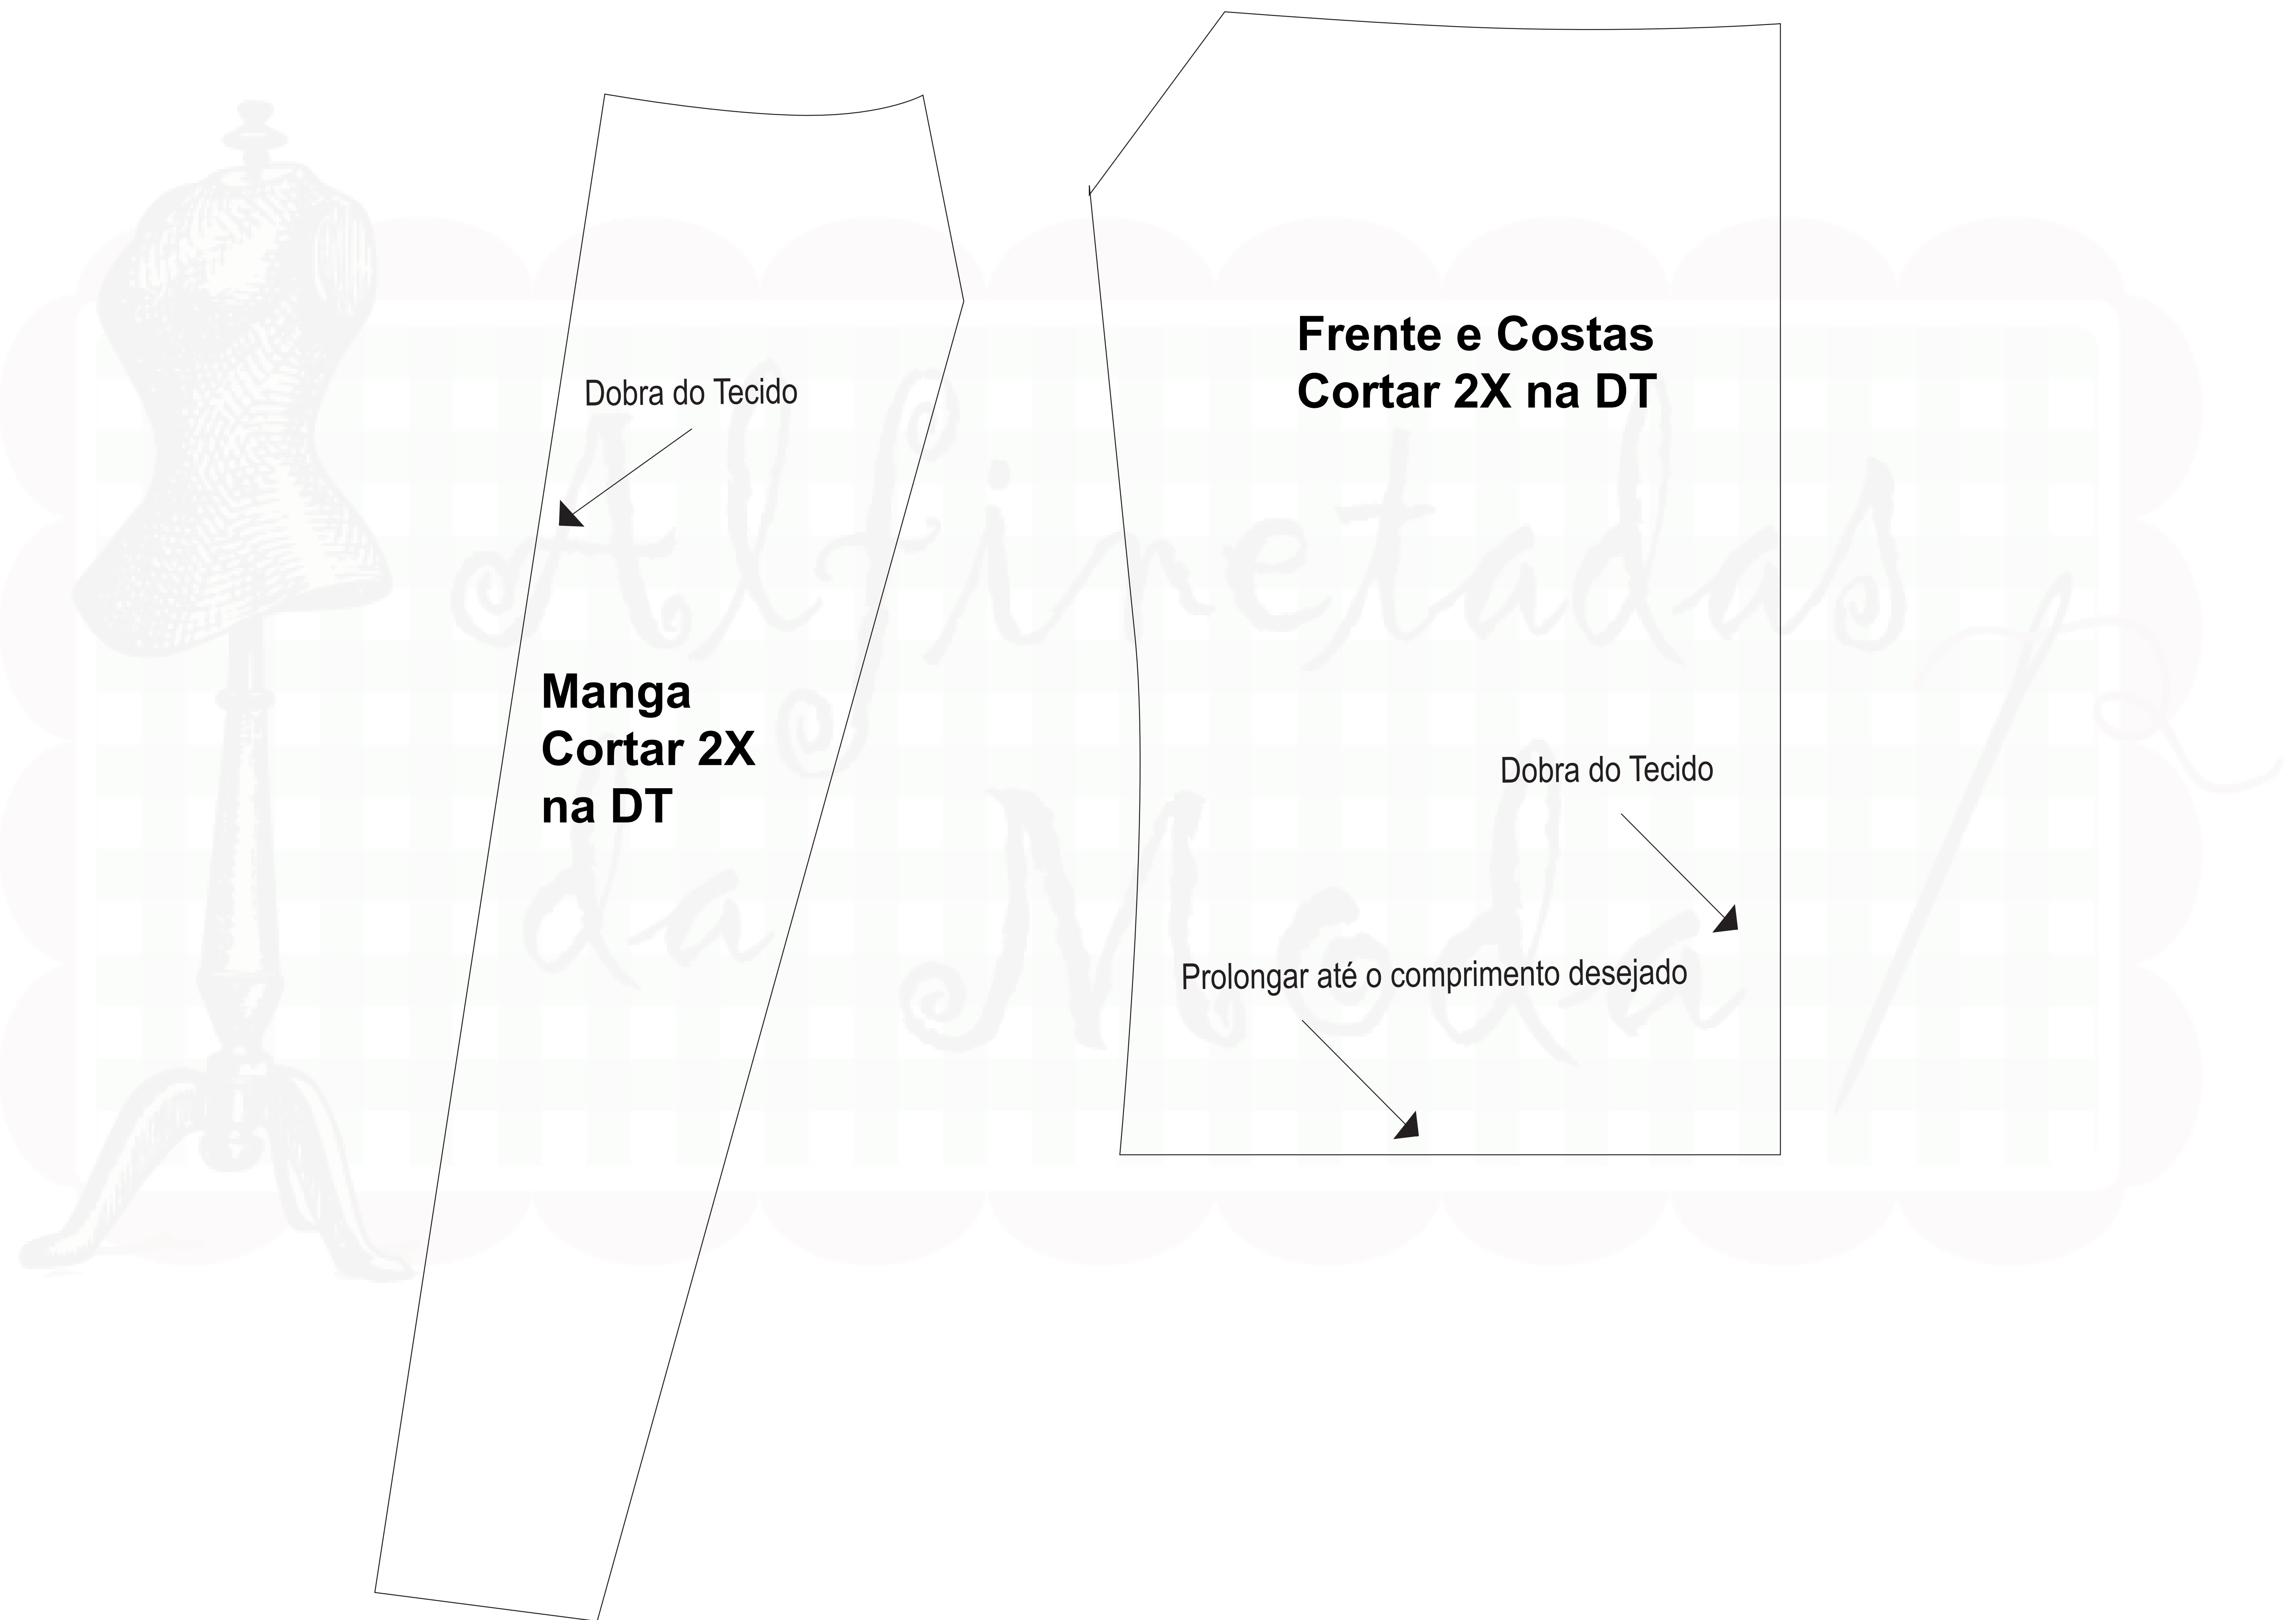 Dobra do Tecido
Manga
Cortar 2X
na DT
Frente e Costas
Cortar 2X na DT
Dobra do Tecido
Prolongar até o comprimento desejado
Alfinetadas
da Moda